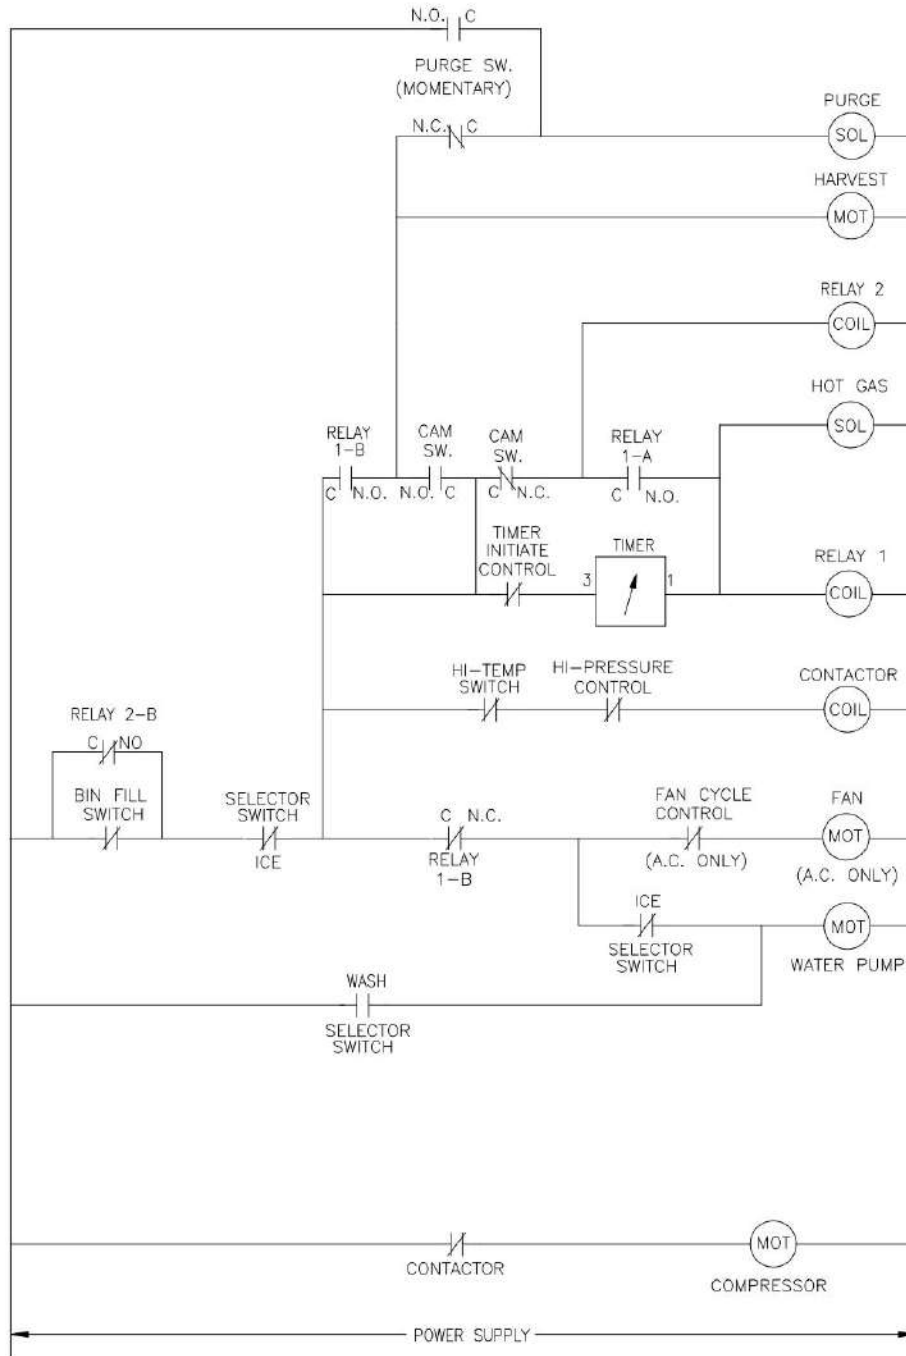 N.O. C
PURGE SW.
(MOMENTARY)
PURGE
N.C. C
SOL
HARVEST
MOT
RELAY 2
COIL
HOT GAS
SOL
RELAY
1-B
CAM
SW.
CAM
SW.
RELAY
1-A
C N.O.
N.O. C
C N.C.
C N.O.
TIMER
INITIATE
CONTROL
TIMER
3
1
RELAY 1
COIL
HI-TEMP
SWITCH
HI-PRESSURE
CONTROL
CONTACTOR
COIL
RELAY 2-B
C NO
BIN FILL
SWITCH
SELECTOR
SWITCH
ICE
C N.C.
RELAY
1-B
FAN CYCLE
CONTROL
(A.C. ONLY)
FAN
MOT
(A.C. ONLY)
ICE
SELECTOR
SWITCH
MOT
WATER PUMP
WASH
SELECTOR
SWITCH
CONTACTOR
MOT
COMPRESSOR
POWER SUPPLY